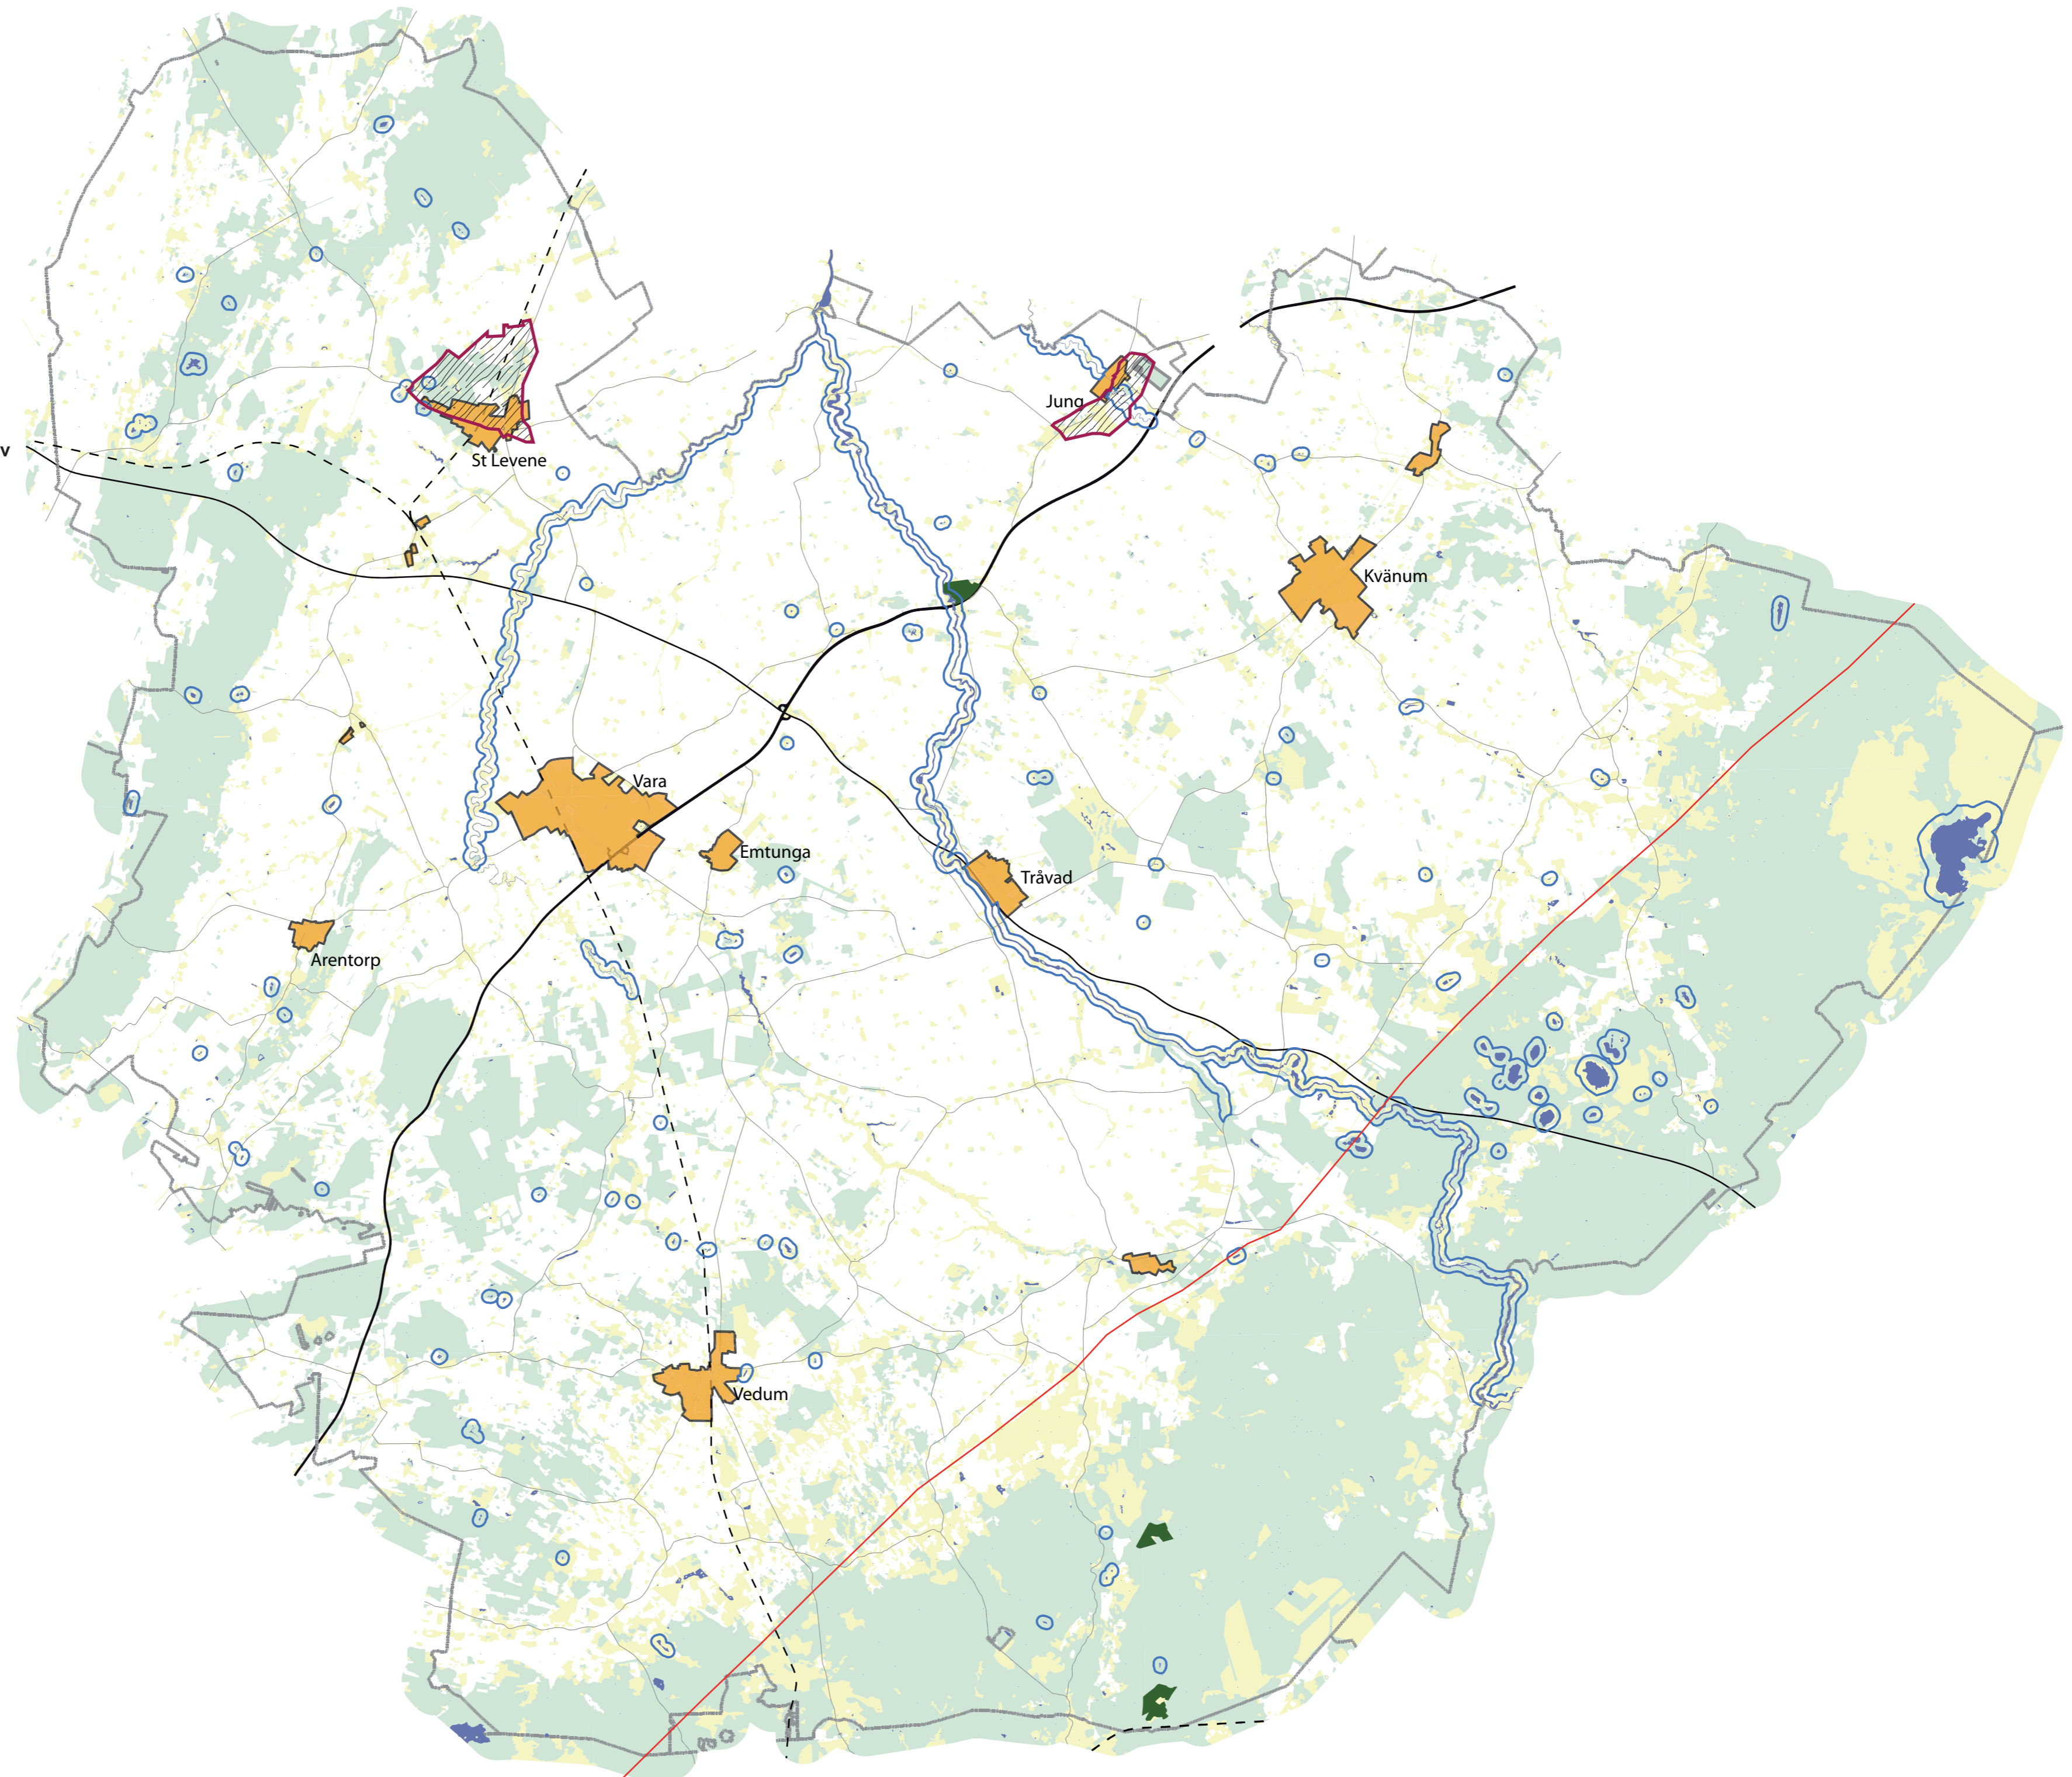 Jung
v
St Levene
Kvänum
Vara
Emtunga
Tråvad
Arentorp
Vedum